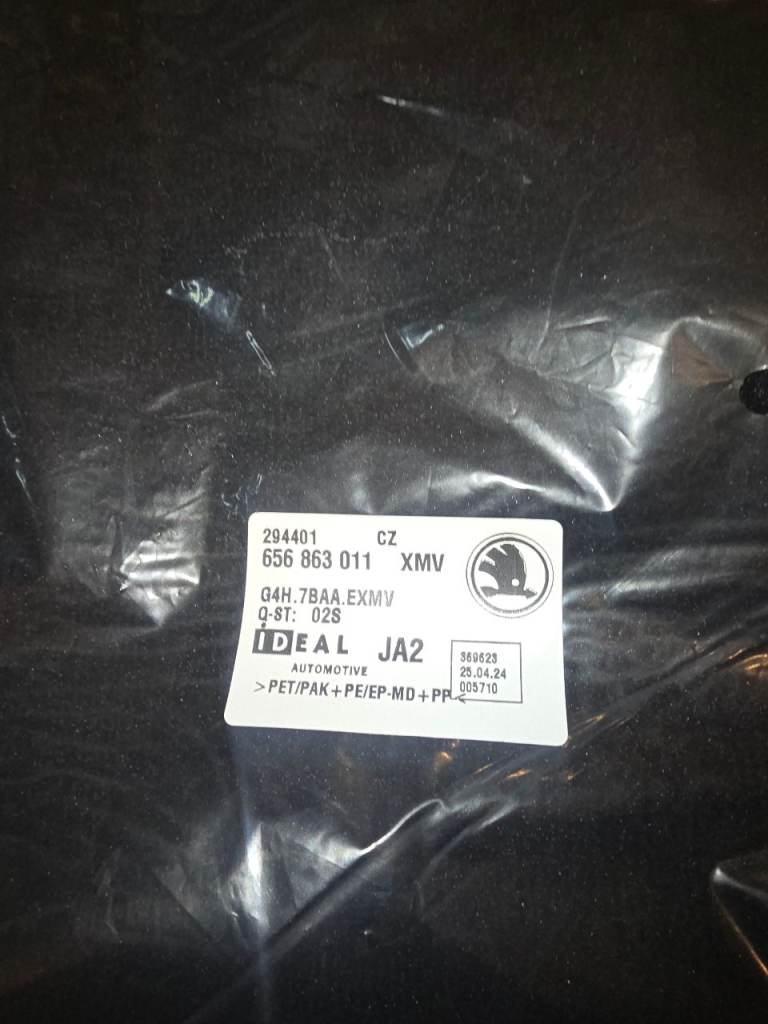 294401 CZ
656 863 011 XMV
G4H.7BAA.EXMV
Q-ST: 02S
iDEAL JA2
AUTOMOTIVE
369623
25.04.24
005710
>PET/PAK+PE/EP-MD+PP<